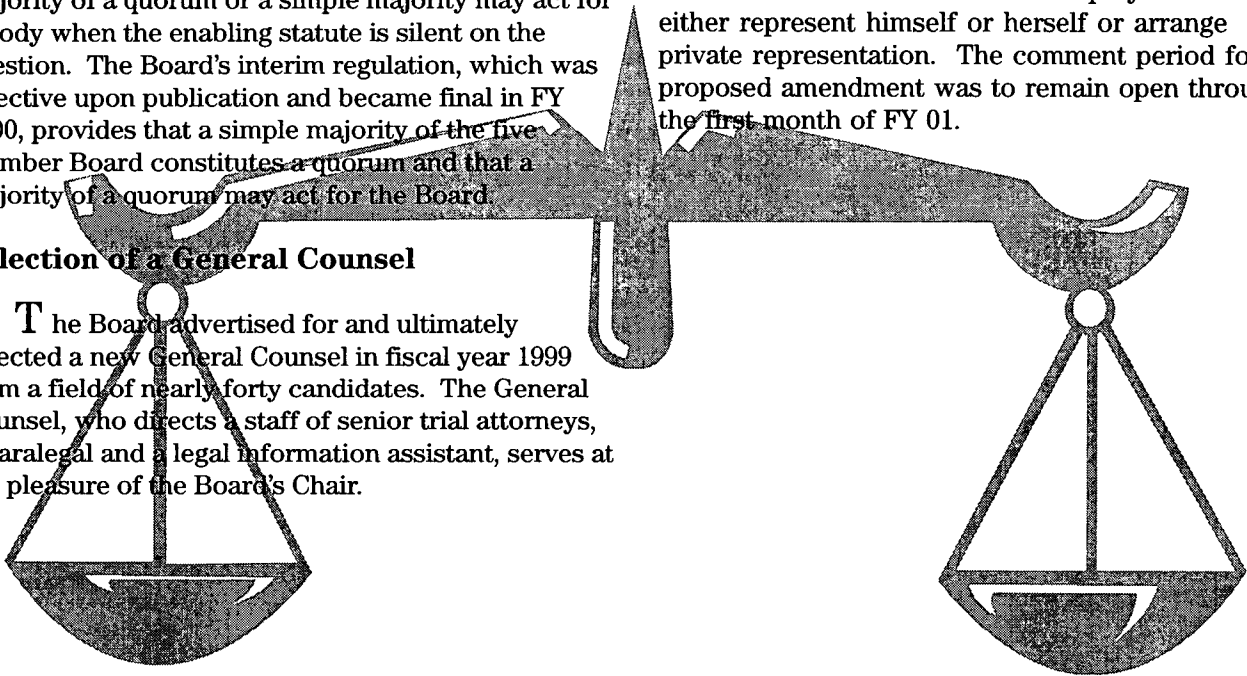 jority of a quorum or a simple majority may act for
ody when the enabling statute is silent on the
estion. The Board's interim regulation, which was
ective upon publication and became final in FY
00, provides that a simple majority of the five
mber Board constitutes a quorum and that a
jority of a quorum may act for the Board.
lection of a General Counsel
The Board advertised for and ultimately
ected a new General Counsel in fiscal year 1999
m a field of nearly forty candidates. The General
unsel, who directs a staff of senior trial attorneys,
aralegal and a legal information assistant, serves at
pleasure of the Board's Chair.
either represent himself or herself or arrange
private representation. The comment period fo
proposed amendment was to remain open throu
the first month of FY 01.